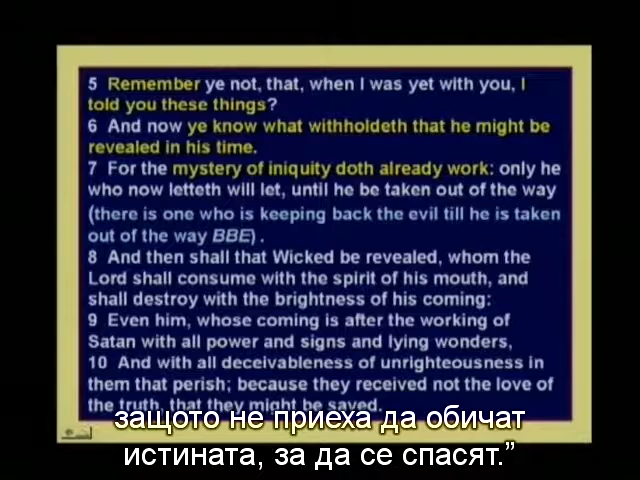 5 Remember ye not, that, when I was yet with you, I
told you these things?
6 And now ye know what withholdeth that he might be
revealed in his time.
7 For the mystery of iniquity doth already work: only he
who now letteth will let, until he be taken out of the way
(there is one who is keeping back the evil till he is taken
out of the way BBE) .
8 And then shall that Wicked be revealed, whom the
Lord shall consume with the spirit of his mouth, and
shall destroy with the brightness of his coming:
9 Even him, whose coming is after the working of
Satan with all power and signs and lying wonders,
10 And with all deceivableness of unrighteousness in
them that perish; because they received not the love of
the truth, that they might be saved.
защото не приеха да обичат
истината, за да се спасят.”